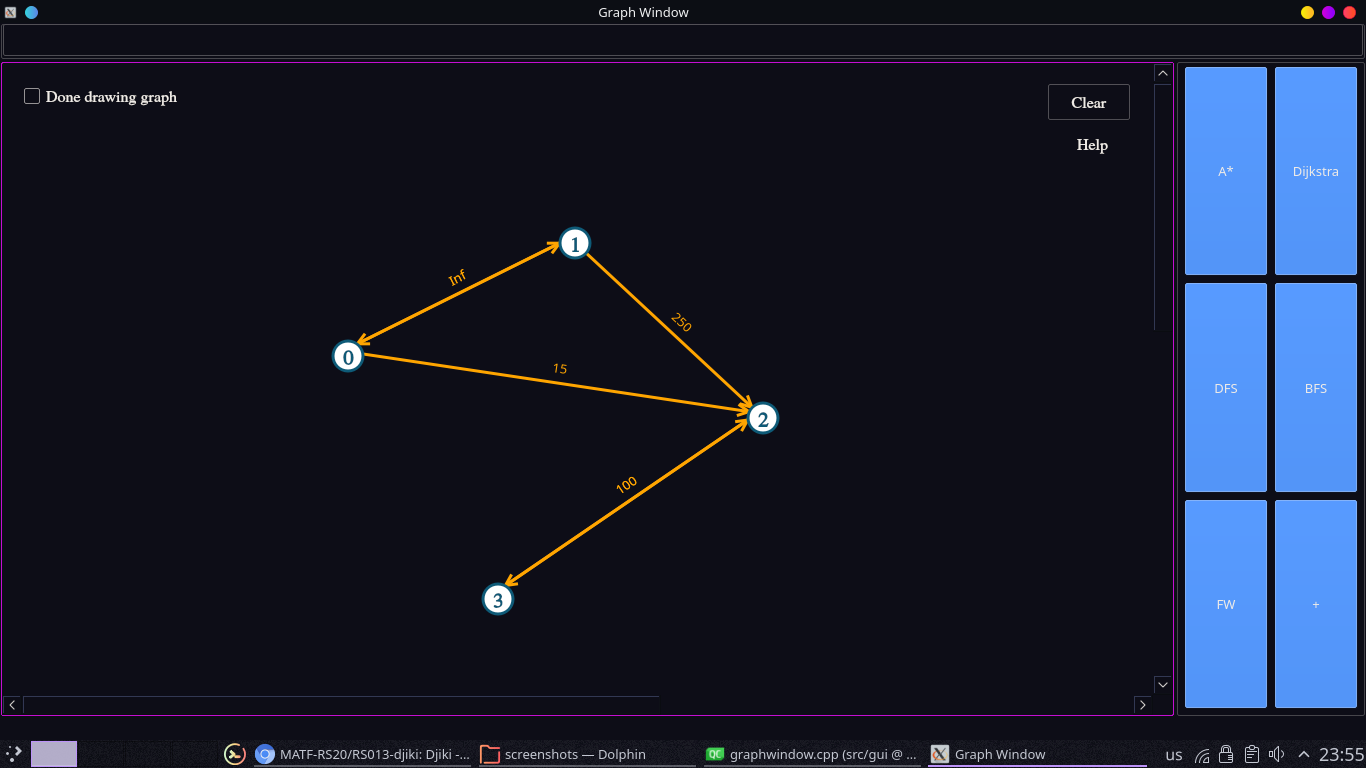 Graph Window
Done drawing graph
Clear
Help
A*
Dijkstra
1
Inf
250
0
15
2
DFS
BFS
100
3
FW
+
MATF-RS20/RS013-djiki: Djiki -...
screenshots — Dolphin
QC
graphwindow.cpp (src/gui @ ...
Graph Window
us
23:55